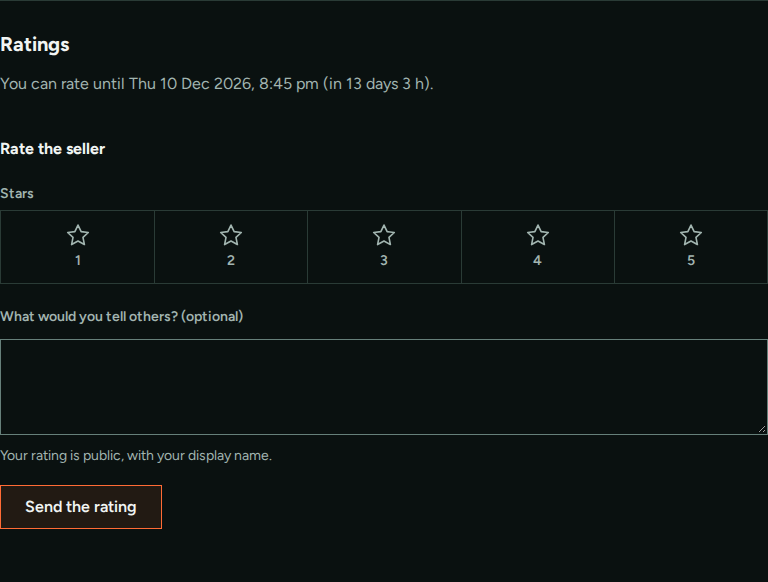 Ratings
You can rate until Thu 10 Dec 2026, 8:45 pm (in 13 days 3 h).
Rate the seller
Stars
1 2 3 4 5
What would you tell others? (optional)
Your rating is public, with your display name.
Send the rating